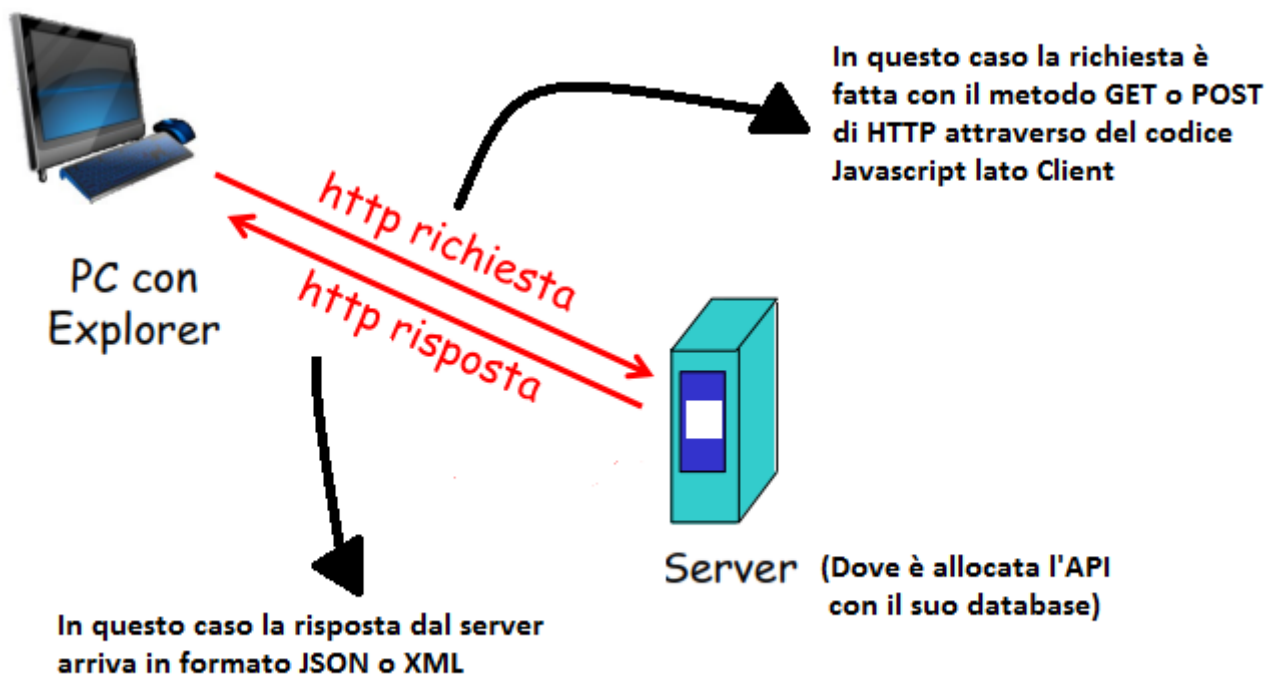 In questo caso la richiesta è
fatta con il metodo GET o POST
di HTTP attraverso del codice
Javascript lato Client
http richiesta
http risposta
PC con
Explorer
Server
(Dove è allocata l'API
con il suo database)
In questo caso la risposta dal server
arriva in formato JSON o XML